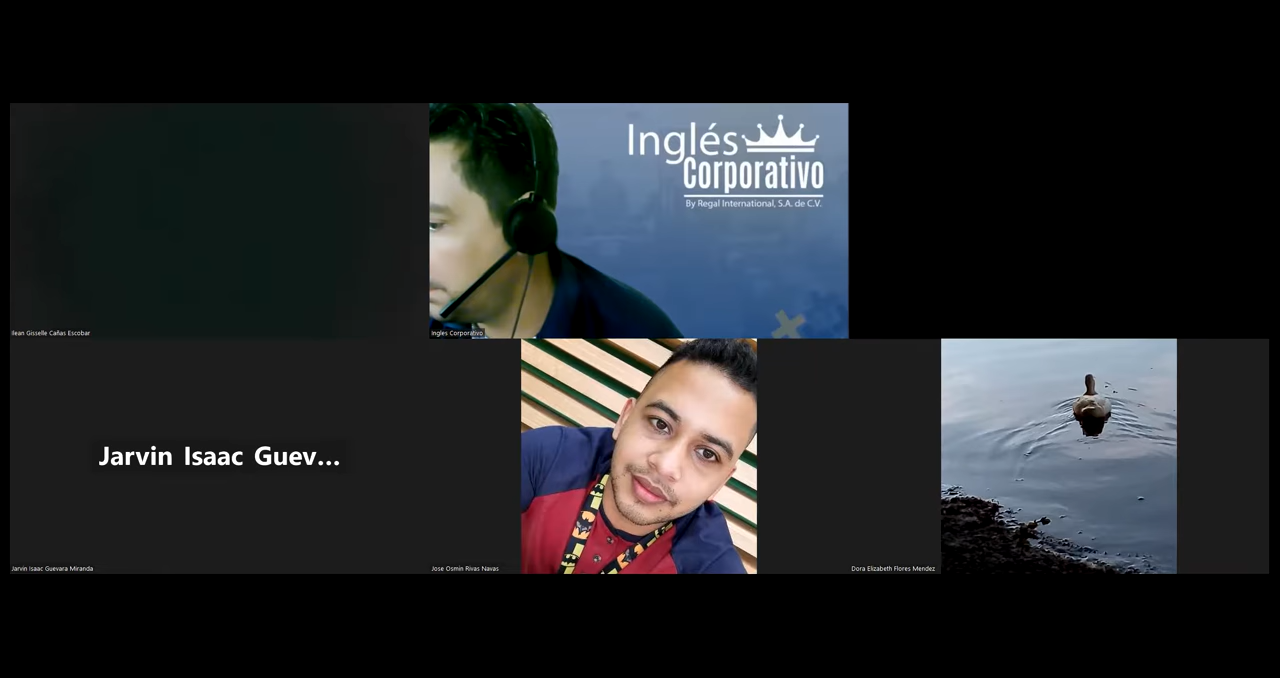 Inglés
Corporativo
By Regal International, S.A. de C.V.
Ilean Gisselle Cañas Escobar
Ingles Corporativo
Jarvin Isaac Guev...
Jarvin Isaac Guevara Miranda
Jose Osmin Rivas Navas
Dora Elizabeth Flores Mendez